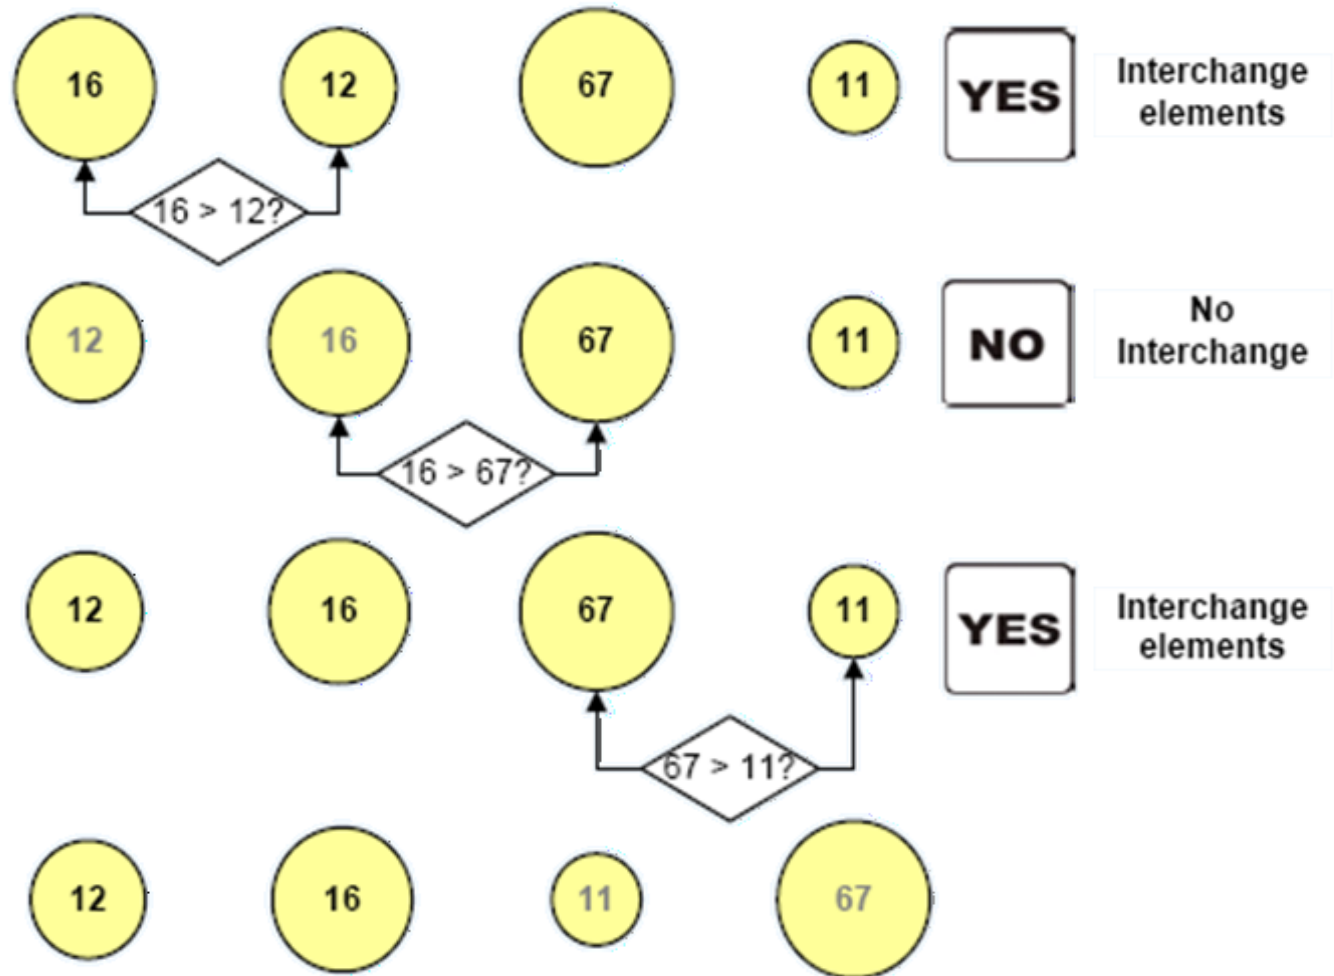 16 12 67 11 YES Interchange
elements
16 > 12?
12 16 67 11 NO No
Interchange
16 > 67?
12 16 67 11 YES Interchange
elements
67 > 11?
12 16 11 67